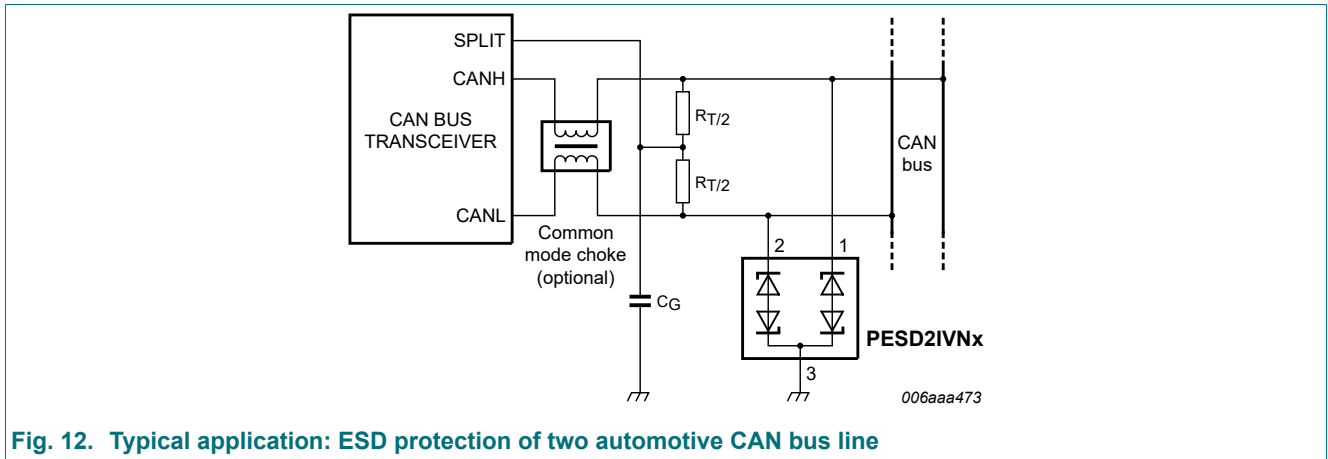 SPLIT
CANH
CAN BUS
TRANSCEIVER
CANL
Common
mode choke
(optional)
RT/2
RT/2
CG
CAN
bus
2
1
PESD2IVNx
3
006aaa473
Fig. 12. Typical application: ESD protection of two automotive CAN bus line